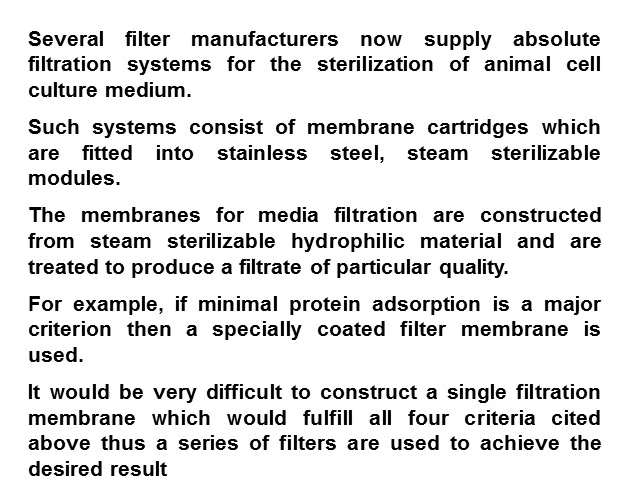 Several filter manufacturers now supply absolute
filtration systems for the sterilization of animal cell
culture medium.
Such systems consist of membrane cartridges which
are fitted into stainless steel, steam sterilizable
modules.
The membranes for media filtration are constructed
from steam sterilizable hydrophilic material and are
treated to produce a filtrate of particular quality.
For example, if minimal protein adsorption is a major
criterion then a specially coated filter membrane is
used.
It would be very difficult to construct a single filtration
membrane which would fulfill all four criteria cited
above thus a series of filters are used to achieve the
desired result